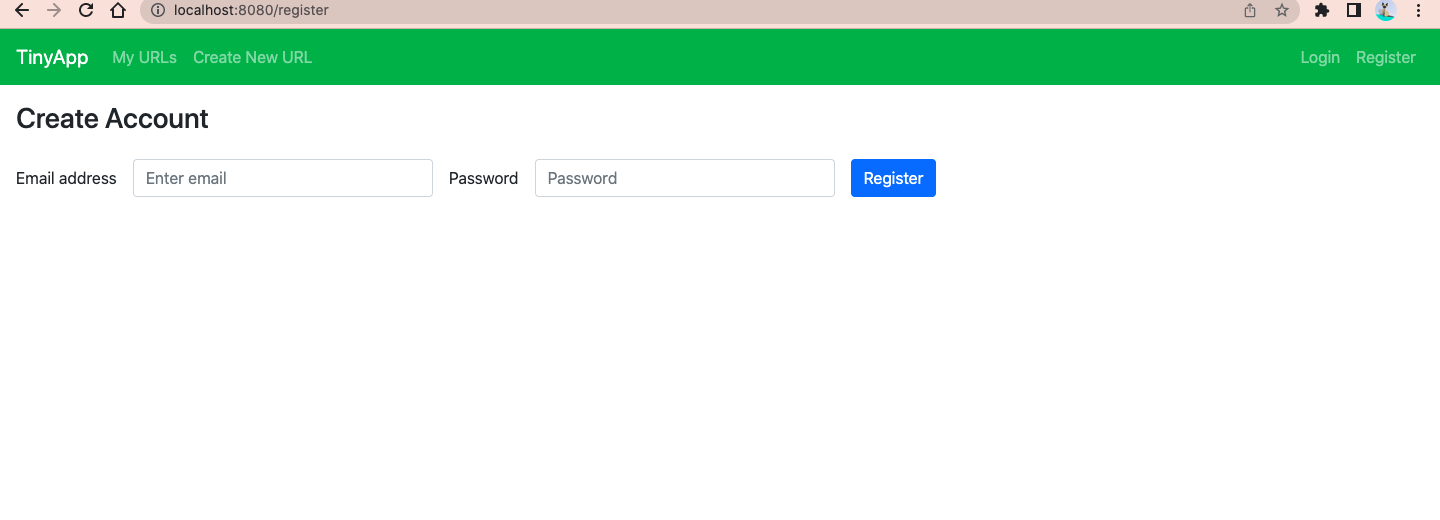 localhost:8080/register
TinyApp My URLs Create New URL Login Register
Create Account
Email address Enter email Password Password Register